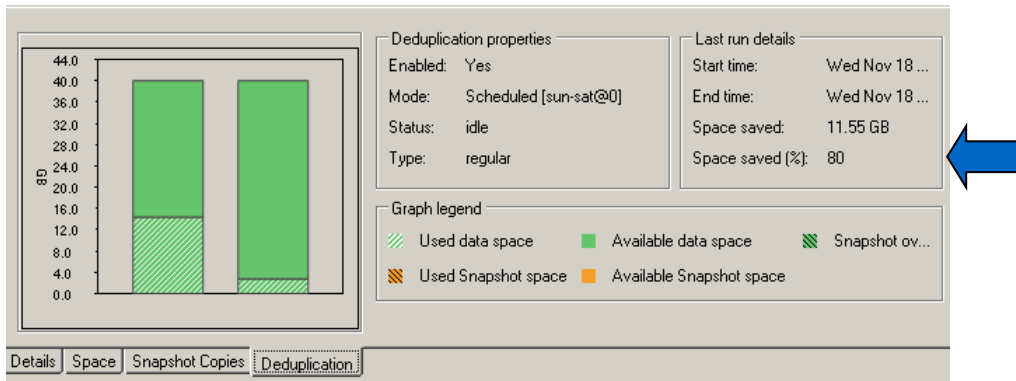 44.0
40.0
36.0
32.0
28.0
24.0
20.0
16.0
12.0
8.0
4.0
0.0
GB
Deduplication properties
Enabled: Yes
Mode: Scheduled [sun-sat@0]
Status: idle
Type: regular
Last run details
Start time: Wed Nov 18 ...
End time: Wed Nov 18 ...
Space saved: 11.55 GB
Space saved (%): 80
Graph legend
Used data space Available data space Snapshot ov...
Used Snapshot space Available Snapshot space
Details Space Snapshot Copies Deduplication